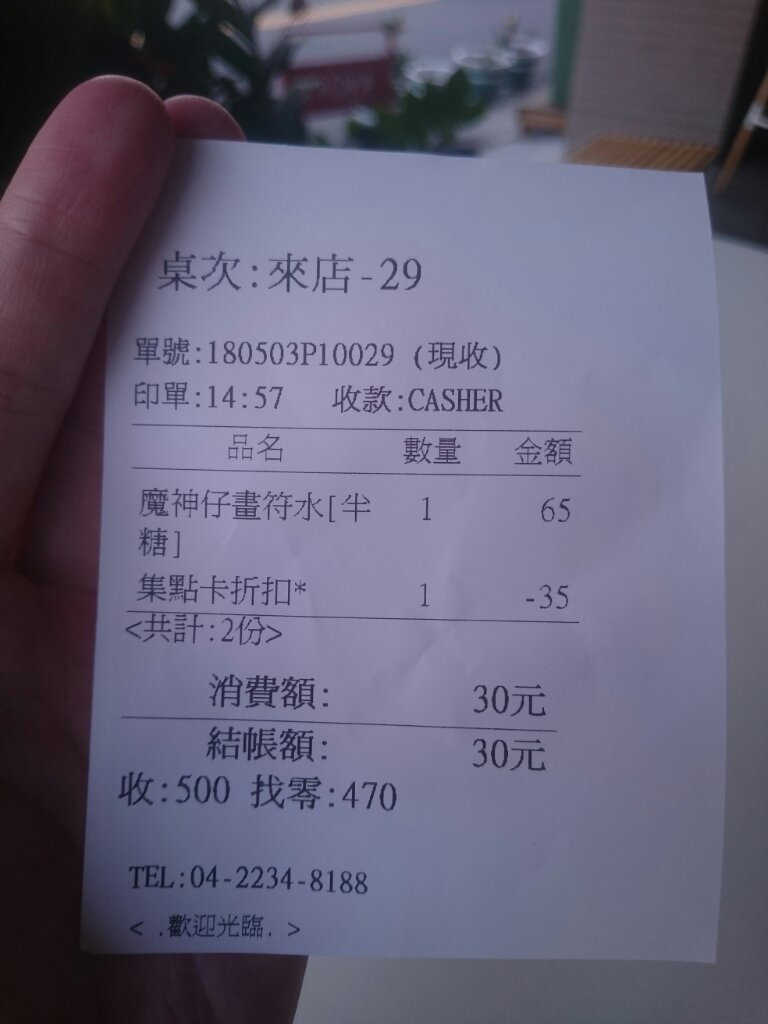 桌次:來店-29
單號:180503P10029 (現收)
印單:14:57 收款:CASHER
品名 數量 金額
魔神仔畫符水[半 1 65
糖]
集點卡折扣* 1 -35
<共計:2份>
消費額: 30元
結帳額: 30元
收:500 找零:470
TEL:04-2234-8188
< .歡迎光臨. >